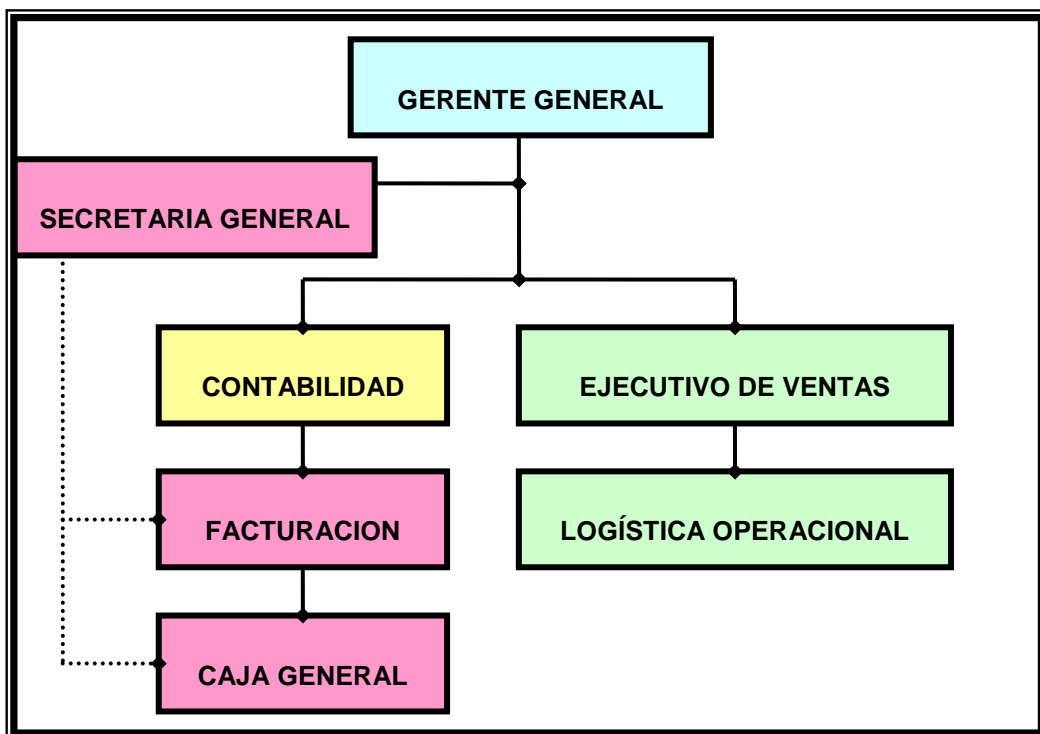 GERENTE GENERAL
SECRETARIA GENERAL
CONTABILIDAD
EJECUTIVO DE VENTAS
FACTURACION
LOGÍSTICA OPERACIONAL
CAJA GENERAL